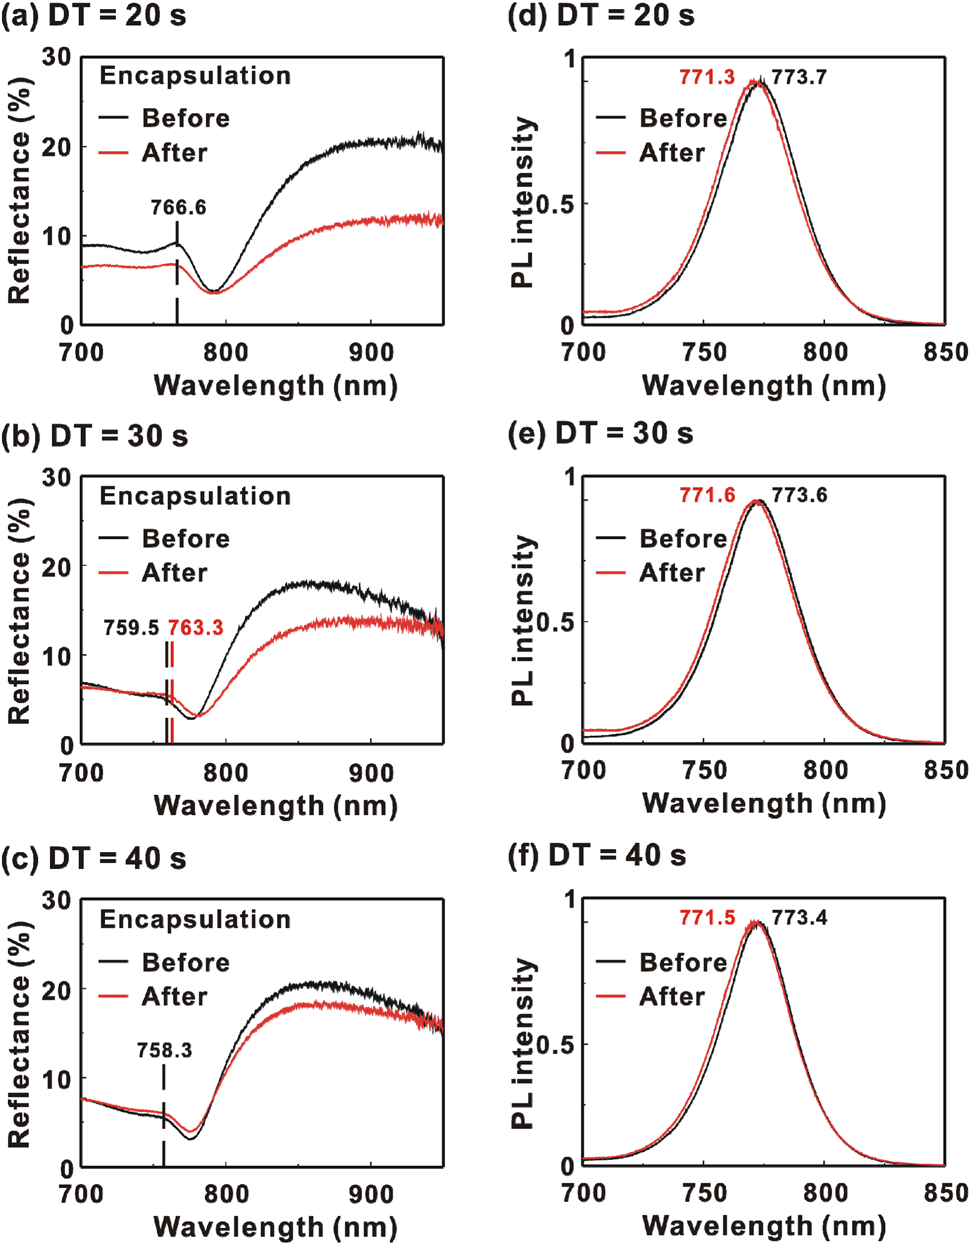 (a) DT = 20 s
30
20
10
0
Reflectance (%)
Encapsulation
Before
After
766.6
700 800 900
Wavelength (nm)
(d) DT = 20 s
1
0.5
0
PL intensity
771.3 773.7
Before
After
700 750 800 850
Wavelength (nm)
(b) DT = 30 s
30
20
10
0
Reflectance (%)
Encapsulation
Before
After
759.5 763.3
700 800 900
Wavelength (nm)
(e) DT = 30 s
1
0.5
0
PL intensity
771.6 773.6
Before
After
700 750 800 850
Wavelength (nm)
(c) DT = 40 s
30
20
10
0
Reflectance (%)
Encapsulation
Before
After
758.3
700 800 900
Wavelength (nm)
(f) DT = 40 s
1
0.5
0
PL intensity
771.5 773.4
Before
After
700 750 800 850
Wavelength (nm)